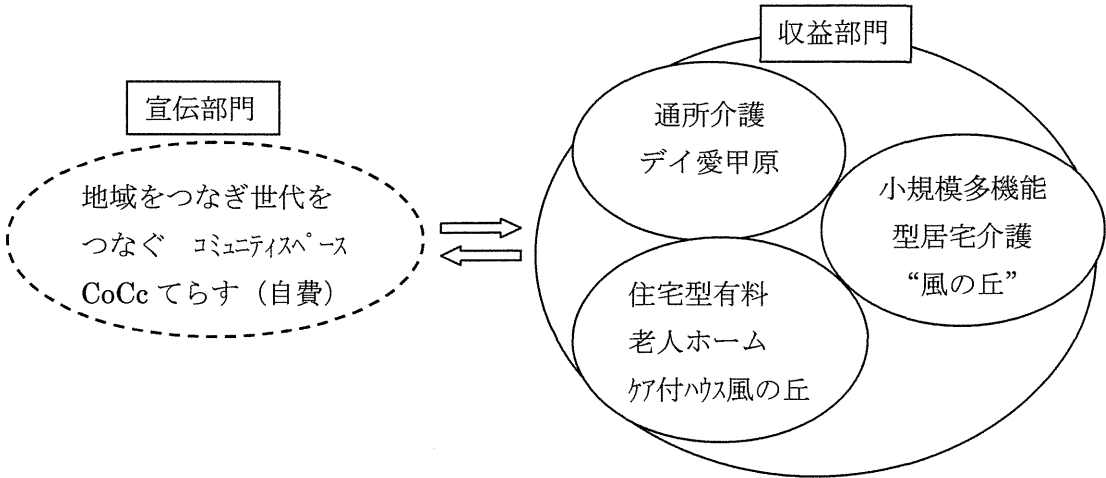 宣伝部門
地域をつなぎ世代を
つなぐ　ｺﾐｭﾆﾃｨｽﾍﾟｰｽ
CoCc てらす（自費）
収益部門
通所介護
デイ愛甲原
小規模多機能
型居宅介護
“風の丘”
住宅型有料
老人ホーム
ｹｱ付ﾊｳｽ風の丘